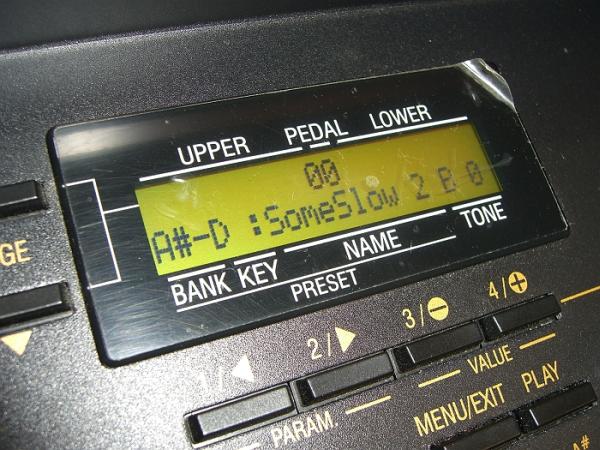 UPPER PEDAL LOWER
00
A#-D :SomeSlow 2 B 0
BANK KEY NAME TONE
PRESET
1/◀ 2/▶ 3/⊖ 4/⊕
PARAM. VALUE
MENU/EXIT PLAY
A#